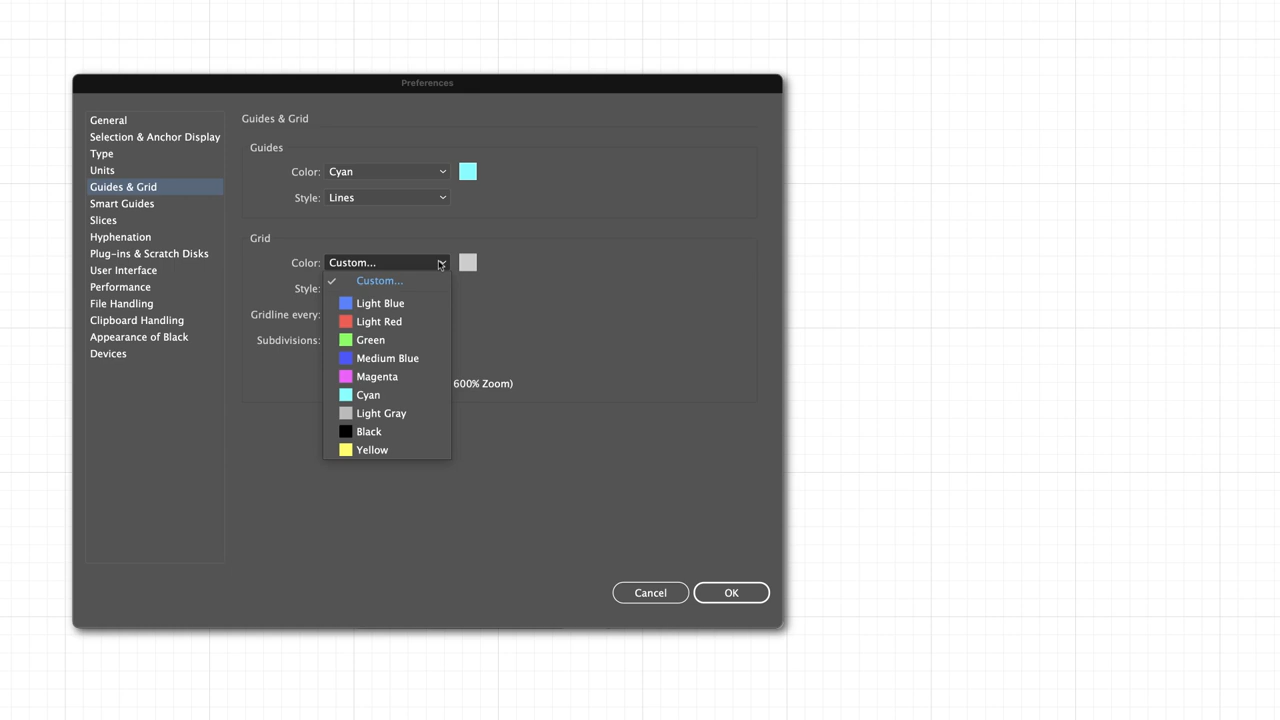 Preferences
General
Selection & Anchor Display
Type
Units
Guides & Grid
Smart Guides
Slices
Hyphenation
Plug-ins & Scratch Disks
User Interface
Performance
File Handling
Clipboard Handling
Appearance of Black
Devices
Guides & Grid
Guides
Color: Cyan
Style: Lines
Grid
Color: Custom...
Style:
Gridline every:
Subdivisions:
600% Zoom)
Custom...
Light Blue
Light Red
Green
Medium Blue
Magenta
Cyan
Light Gray
Black
Yellow
Cancel
OK